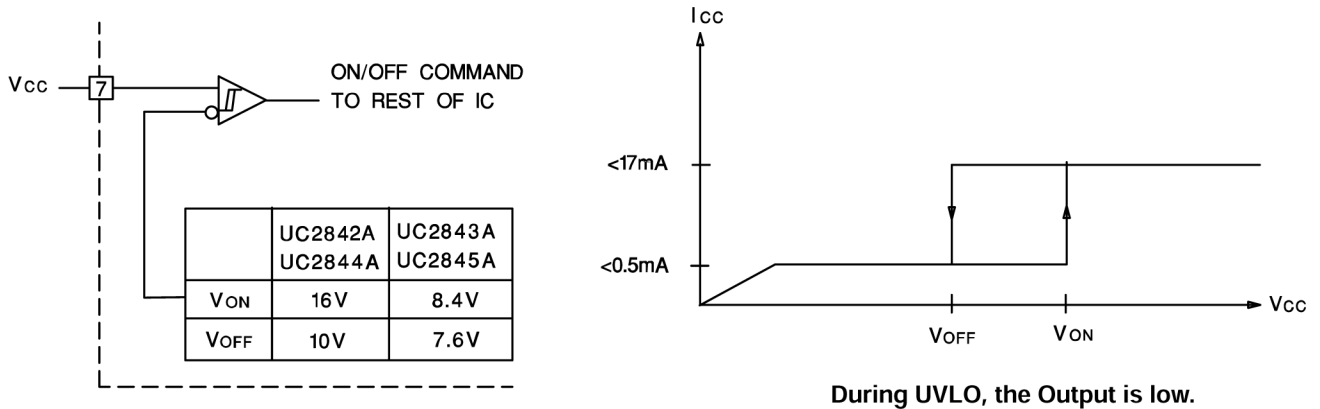 VCC
7
ON/OFF COMMAND
TO REST OF IC
UC2842A UC2843A
UC2844A UC2845A
VON 16V 8.4V
VOFF 10V 7.6V
ICC
<17mA
<0.5mA
VCC
VOFF VON
During UVLO, the Output is low.